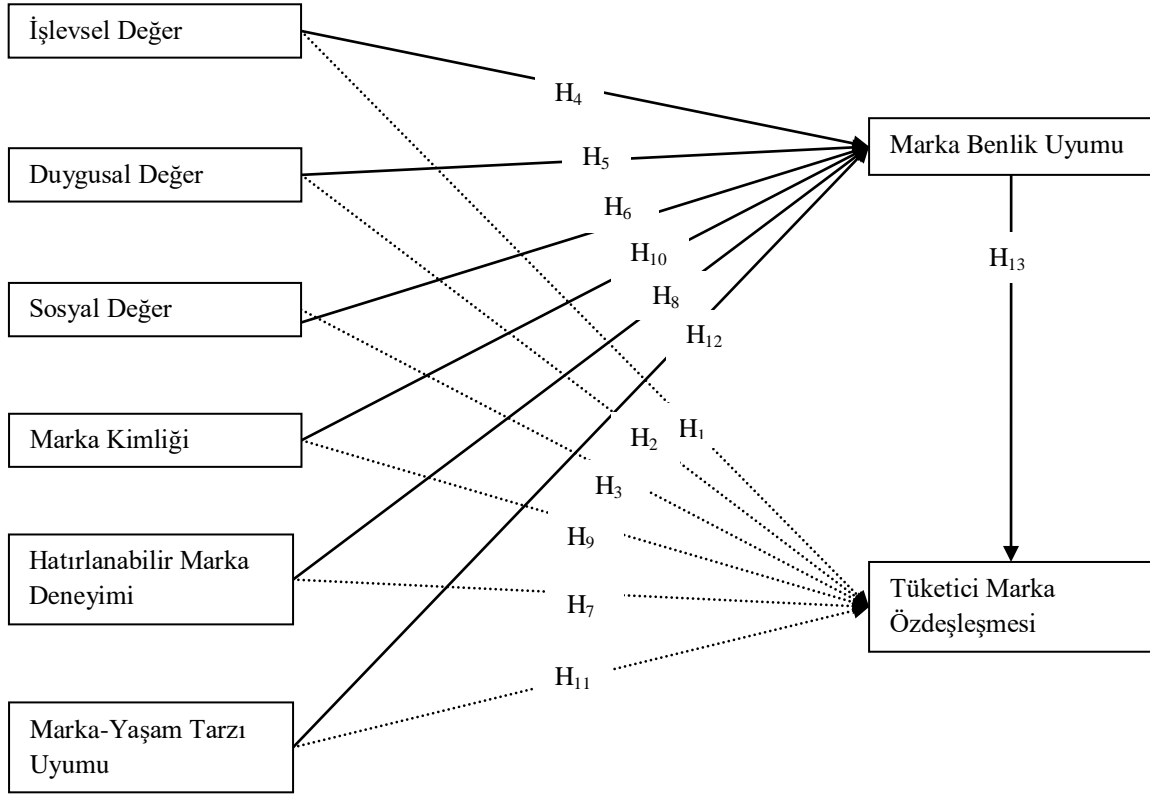 İşlevsel Değer
H4
Marka Benlik Uyumu
Duygusal Değer
H5
H6
H10
H13
Sosyal Değer
H8
H12
Marka Kimliği
H2
H1
H3
H9
Hatırlanabilir Marka
Deneyimi
H7
Tüketici Marka
Özdeşleşmesi
H11
Marka-Yaşam Tarzı
Uyumu